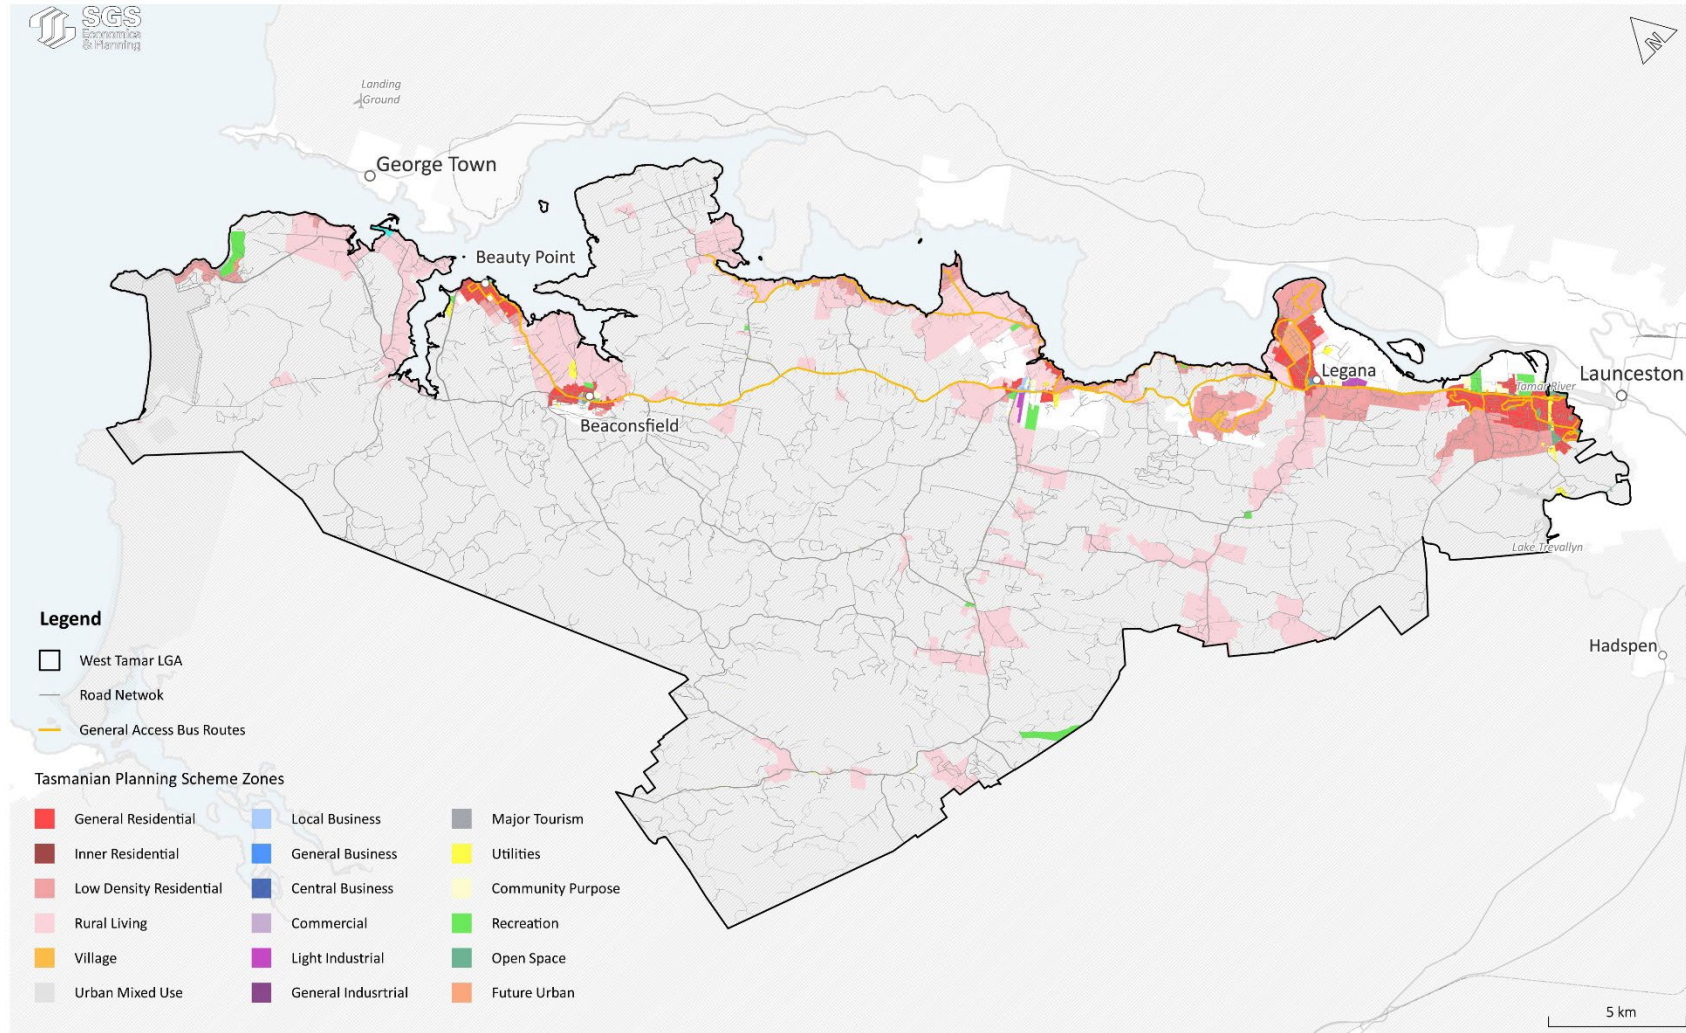 SGS
Economics
& Planning
N
Landing
Ground
George Town
Beauty Point
Beaconsfield
Legana
Launceston
Tamar River
Lake Trevallyn
Hadspen
Legend
West Tamar LGA
Road Netwok
General Access Bus Routes
Tasmanian Planning Scheme Zones
General Residential
Inner Residential
Low Density Residential
Rural Living
Village
Urban Mixed Use
Local Business
General Business
Central Business
Commercial
Light Industrial
General Indusrtrial
Major Tourism
Utilities
Community Purpose
Recreation
Open Space
Future Urban
5 km